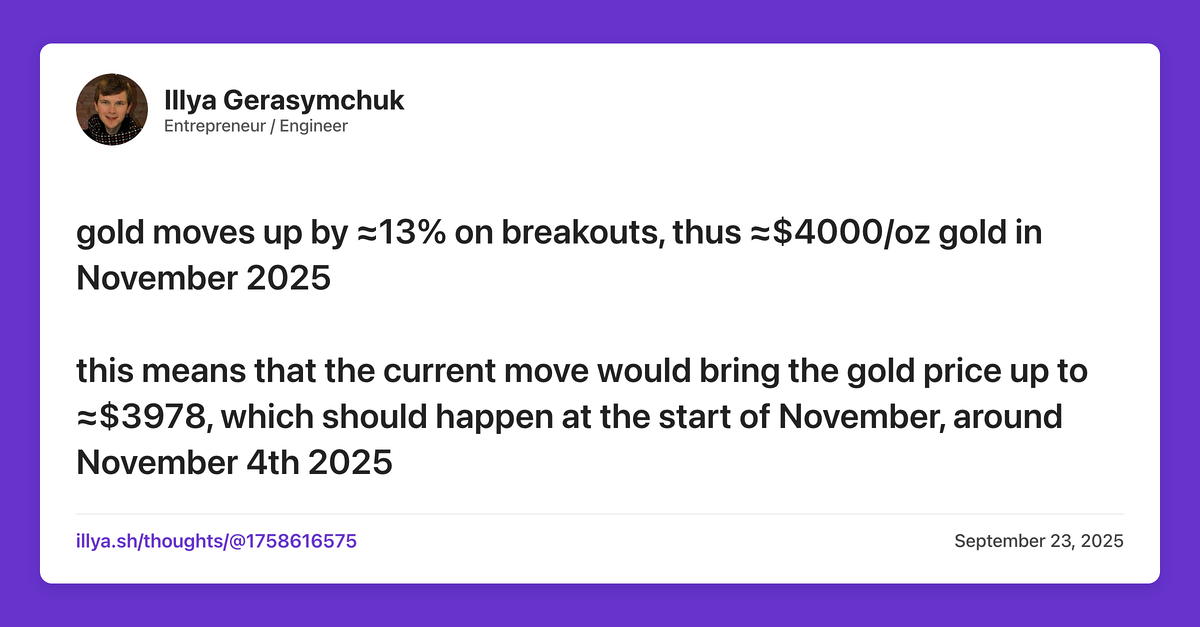 Illya Gerasymchuk
Entrepreneur / Engineer
gold moves up by ≈13% on breakouts, thus ≈$4000/oz gold in
November 2025
this means that the current move would bring the gold price up to
≈$3978, which should happen at the start of November, around
November 4th 2025
illya.sh/thoughts/@1758616575
September 23, 2025